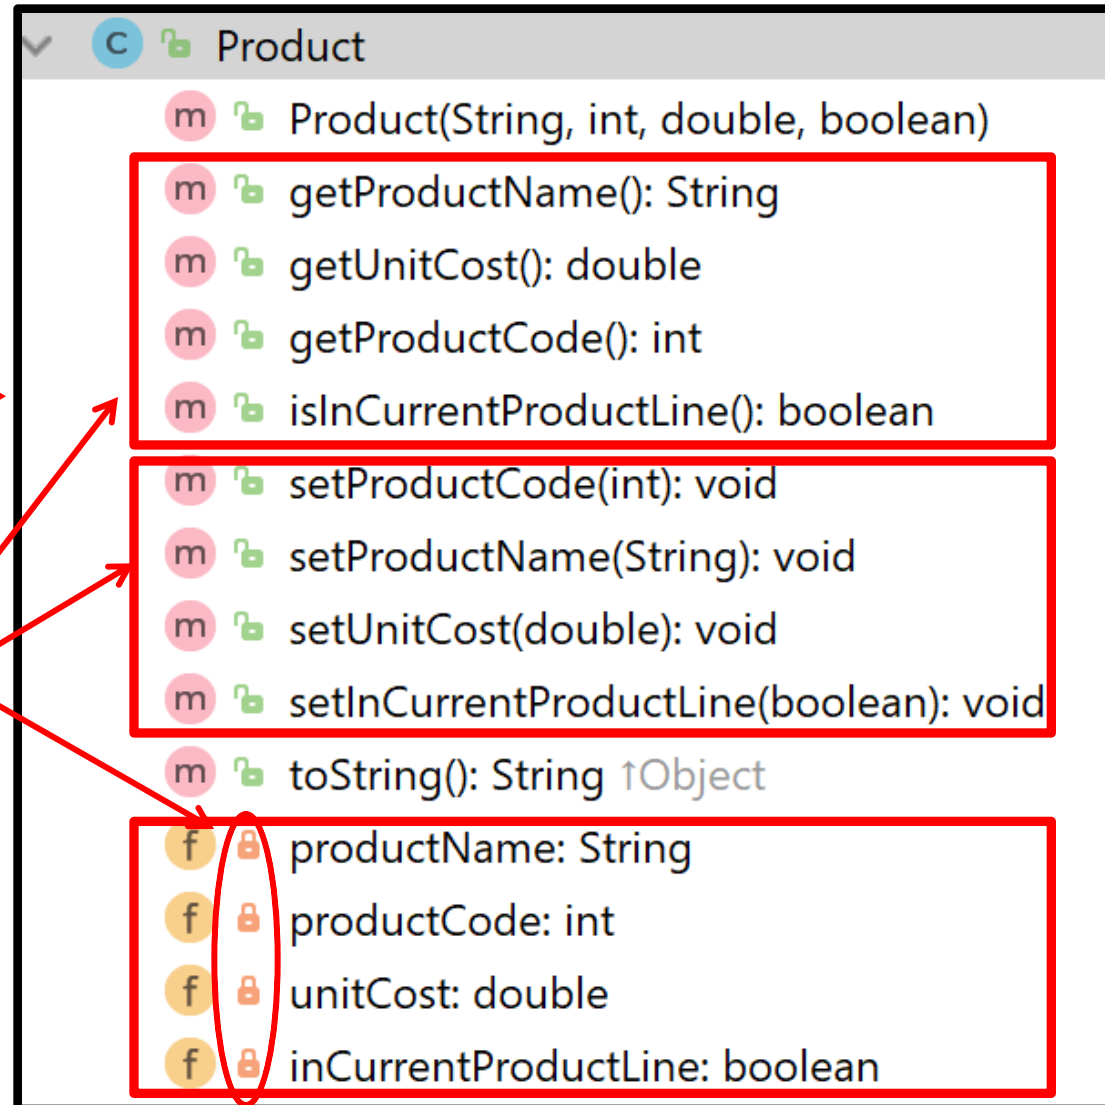 C Product
m Product(String, int, double, boolean)
m getProductName(): String
m getUnitCost(): double
m getProductCode(): int
m isInCurrentProductLine(): boolean
m setProductCode(int): void
m setProductName(String): void
m setUnitCost(double): void
m setInCurrentProductLine(boolean): void
m toString(): String ↑Object
f productName: String
f productCode: int
f unitCost: double
f inCurrentProductLine: boolean